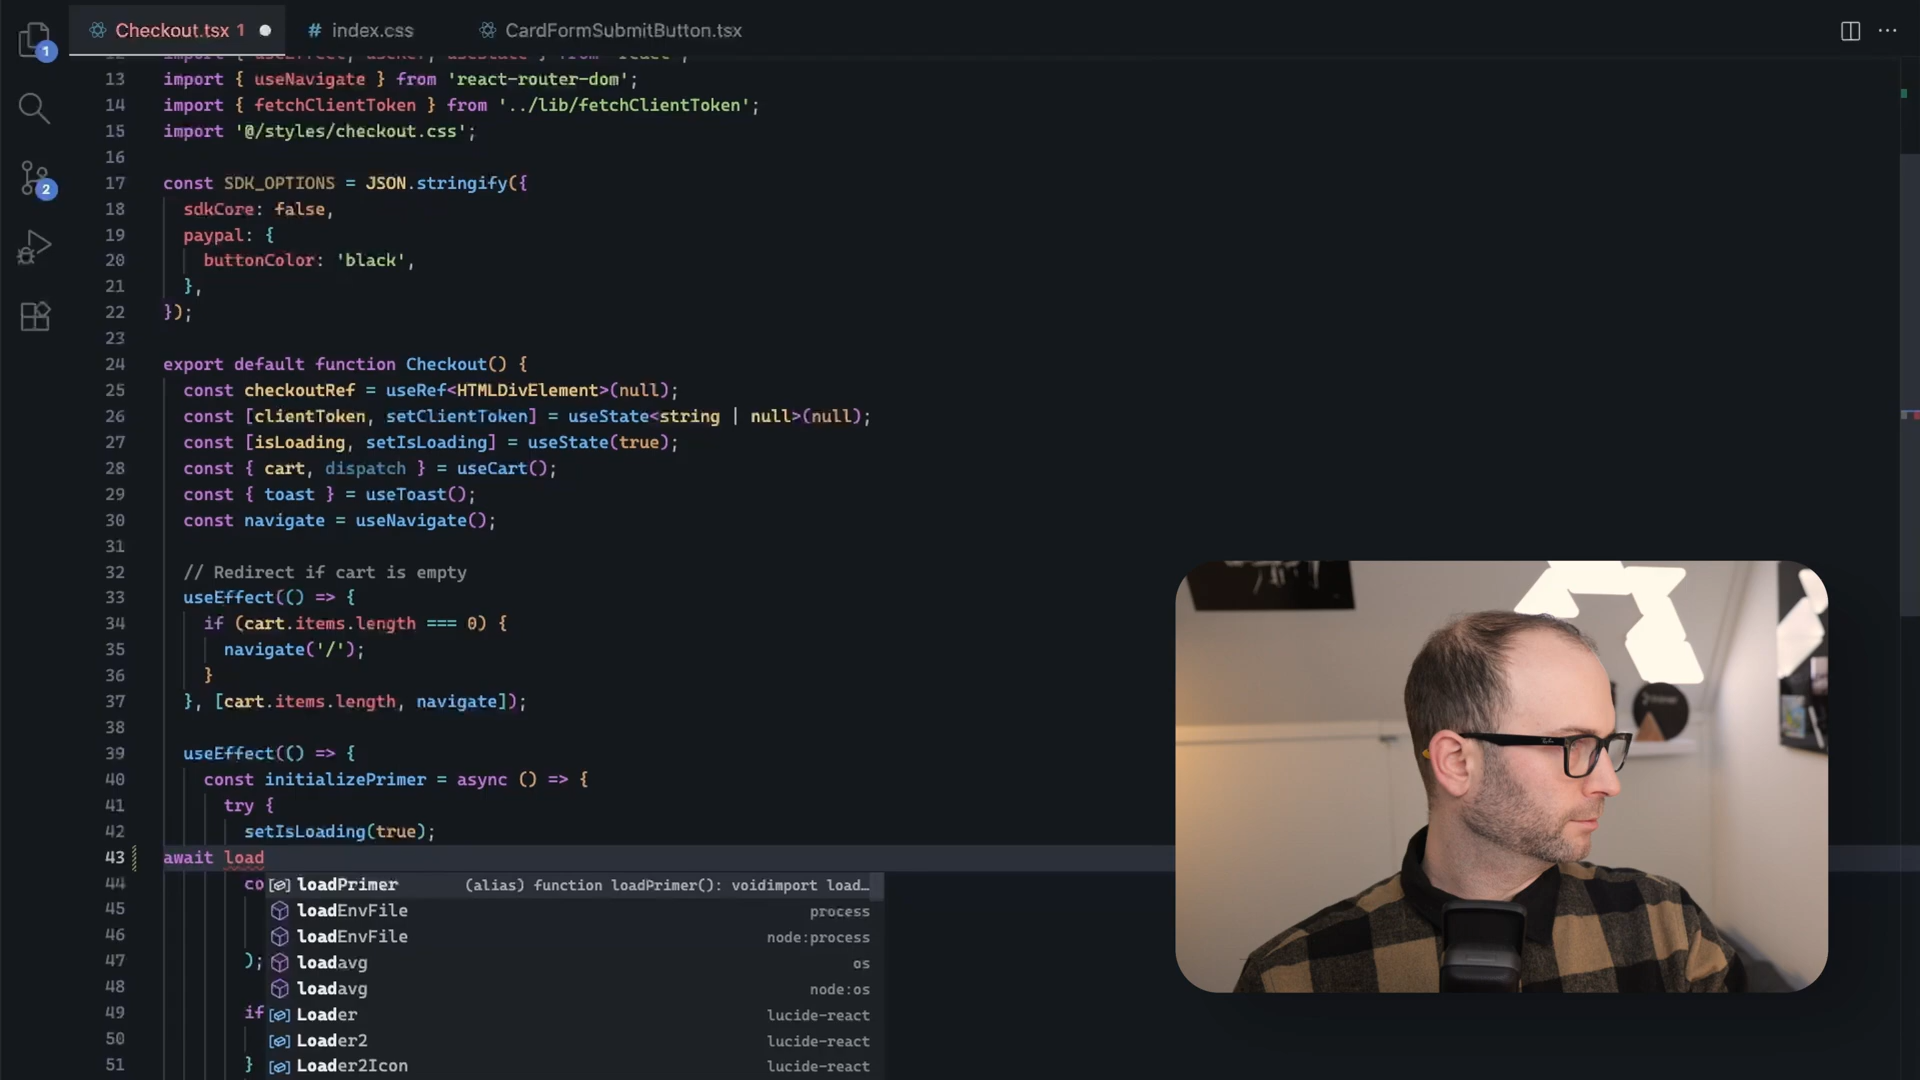 Checkout.tsx 1
# index.css
CardFormSubmitButton.tsx
1
2
13 import { useNavigate } from 'react-router-dom';
14 import { fetchClientToken } from '../lib/fetchClientToken';
15 import '@/styles/checkout.css';
16
17 const SDK_OPTIONS = JSON.stringify({
18 sdkCore: false,
19 paypal: {
20 buttonColor: 'black',
21 },
22 });
23
24 export default function Checkout() {
25 const checkoutRef = useRef<HTMLDivElement>(null);
26 const [clientToken, setClientToken] = useState<string | null>(null);
27 const [isLoading, setIsLoading] = useState(true);
28 const { cart, dispatch } = useCart();
29 const { toast } = useToast();
30 const navigate = useNavigate();
31
32 // Redirect if cart is empty
33 useEffect(() => {
34 if (cart.items.length === 0) {
35 navigate('/');
36 }
37 }, [cart.items.length, navigate]);
38
39 useEffect(() => {
40 const initializePrimer = async () => {
41 try {
42 setIsLoading(true);
43 await load
44 co loadPrimer (alias) function loadPrimer(): voidimport load…
45 loadEnvFile process
46 loadEnvFile node:process
47 ); loadavg os
48 loadavg node:os
49 if Loader lucide-react
50 Loader2 lucide-react
51 } Loader2Icon lucide-react